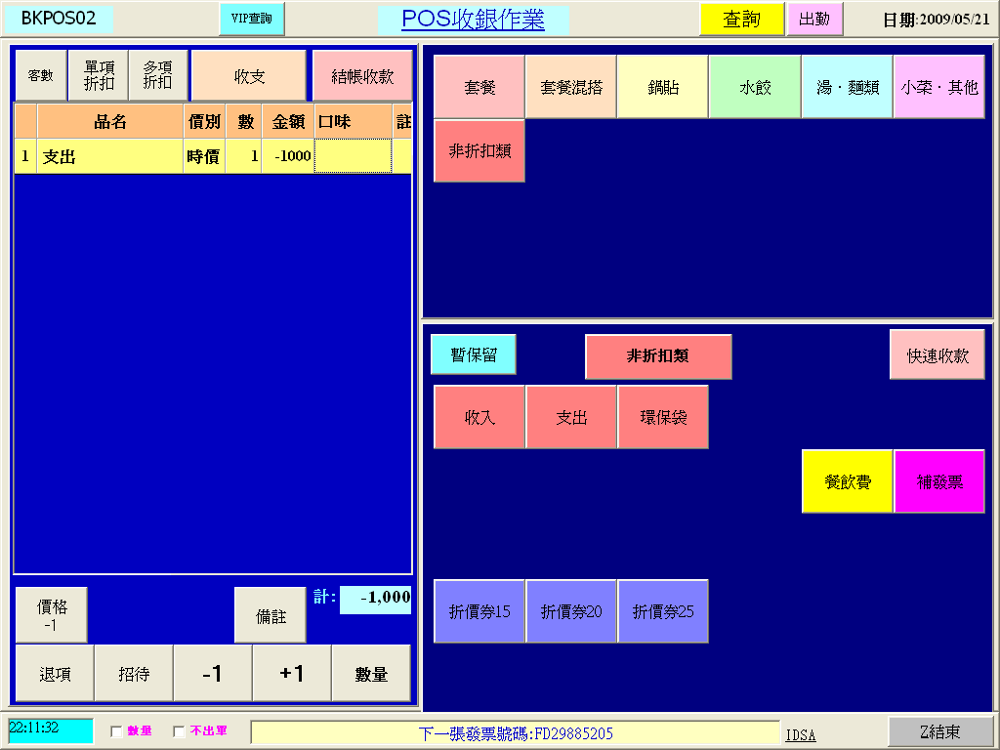 BKPOS02 VIP查詢 POS收銀作業 查詢 出勤 日期:2009/05/21
客數 單項折扣 多項折扣 收支 結帳收款
品名 價別 數 金額 口味 註
1 支出 時價 1 -1000
計: -1,000
價格 -1 備註
退項 招待 -1 +1 數量
套餐 套餐混搭 鍋貼 水餃 湯．麵類 小菜．其他
非折扣類
暫保留 非折扣類 快速收款
收入 支出 環保袋
餐飲費 補發票
折價券15 折價券20 折價券25
22:11:32 數量 不出單 下一張發票號碼:FD29885205 IDSA Z結束